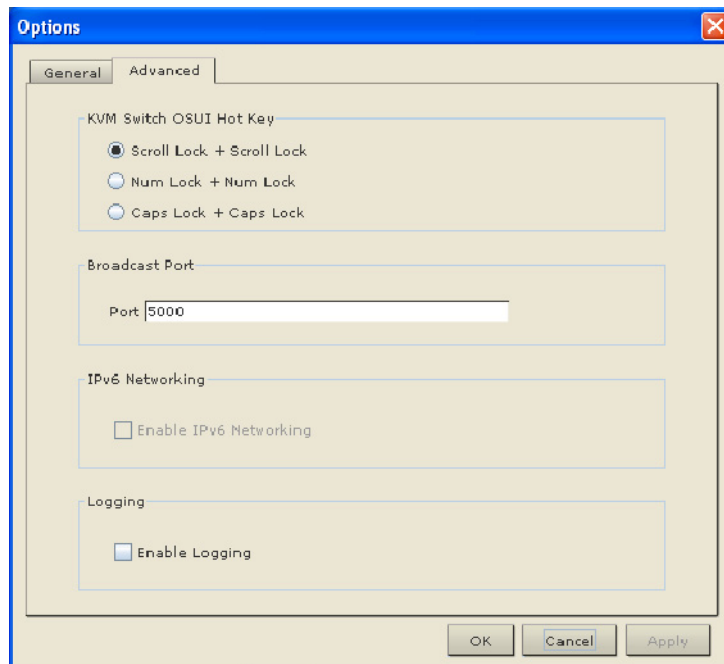 Options
General Advanced
KVM Switch OSUI Hot Key
Scroll Lock + Scroll Lock
Num Lock + Num Lock
Caps Lock + Caps Lock
Broadcast Port
Port 5000
IPv6 Networking
Enable IPv6 Networking
Logging
Enable Logging
OK Cancel Apply